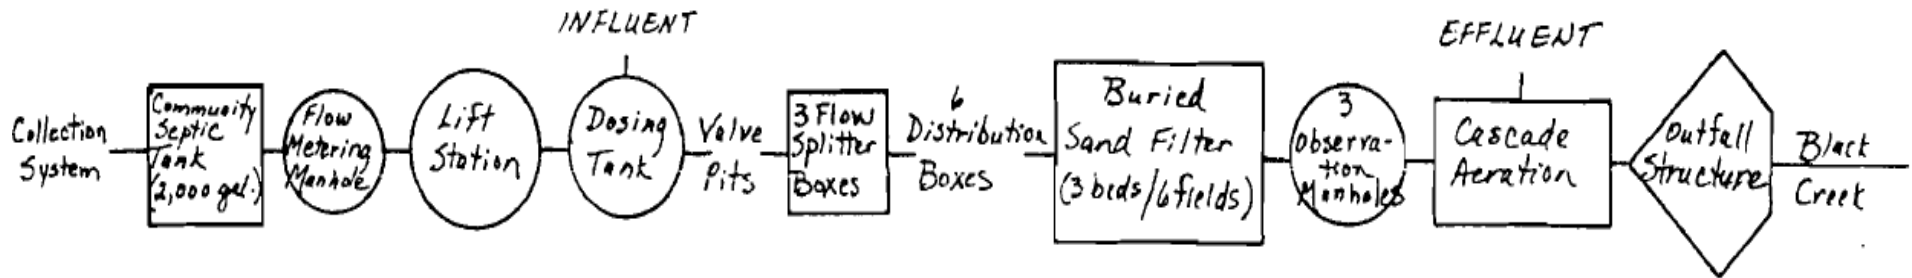 INFLUENT
EFFLUENT
Collection
System
Community
Septic
Tank
(2,000 gal.)
Flow
Metering
Manhole
Lift
Station
Dosing
Tank
Valve
Pits
3 Flow
Splitter
Boxes
6
Distribution
Boxes
Buried
Sand Filter
(3 beds/6 fields)
3
Observa-
tion
Manholes
Cascade
Aeration
Outfall
Structure
Black
Creek